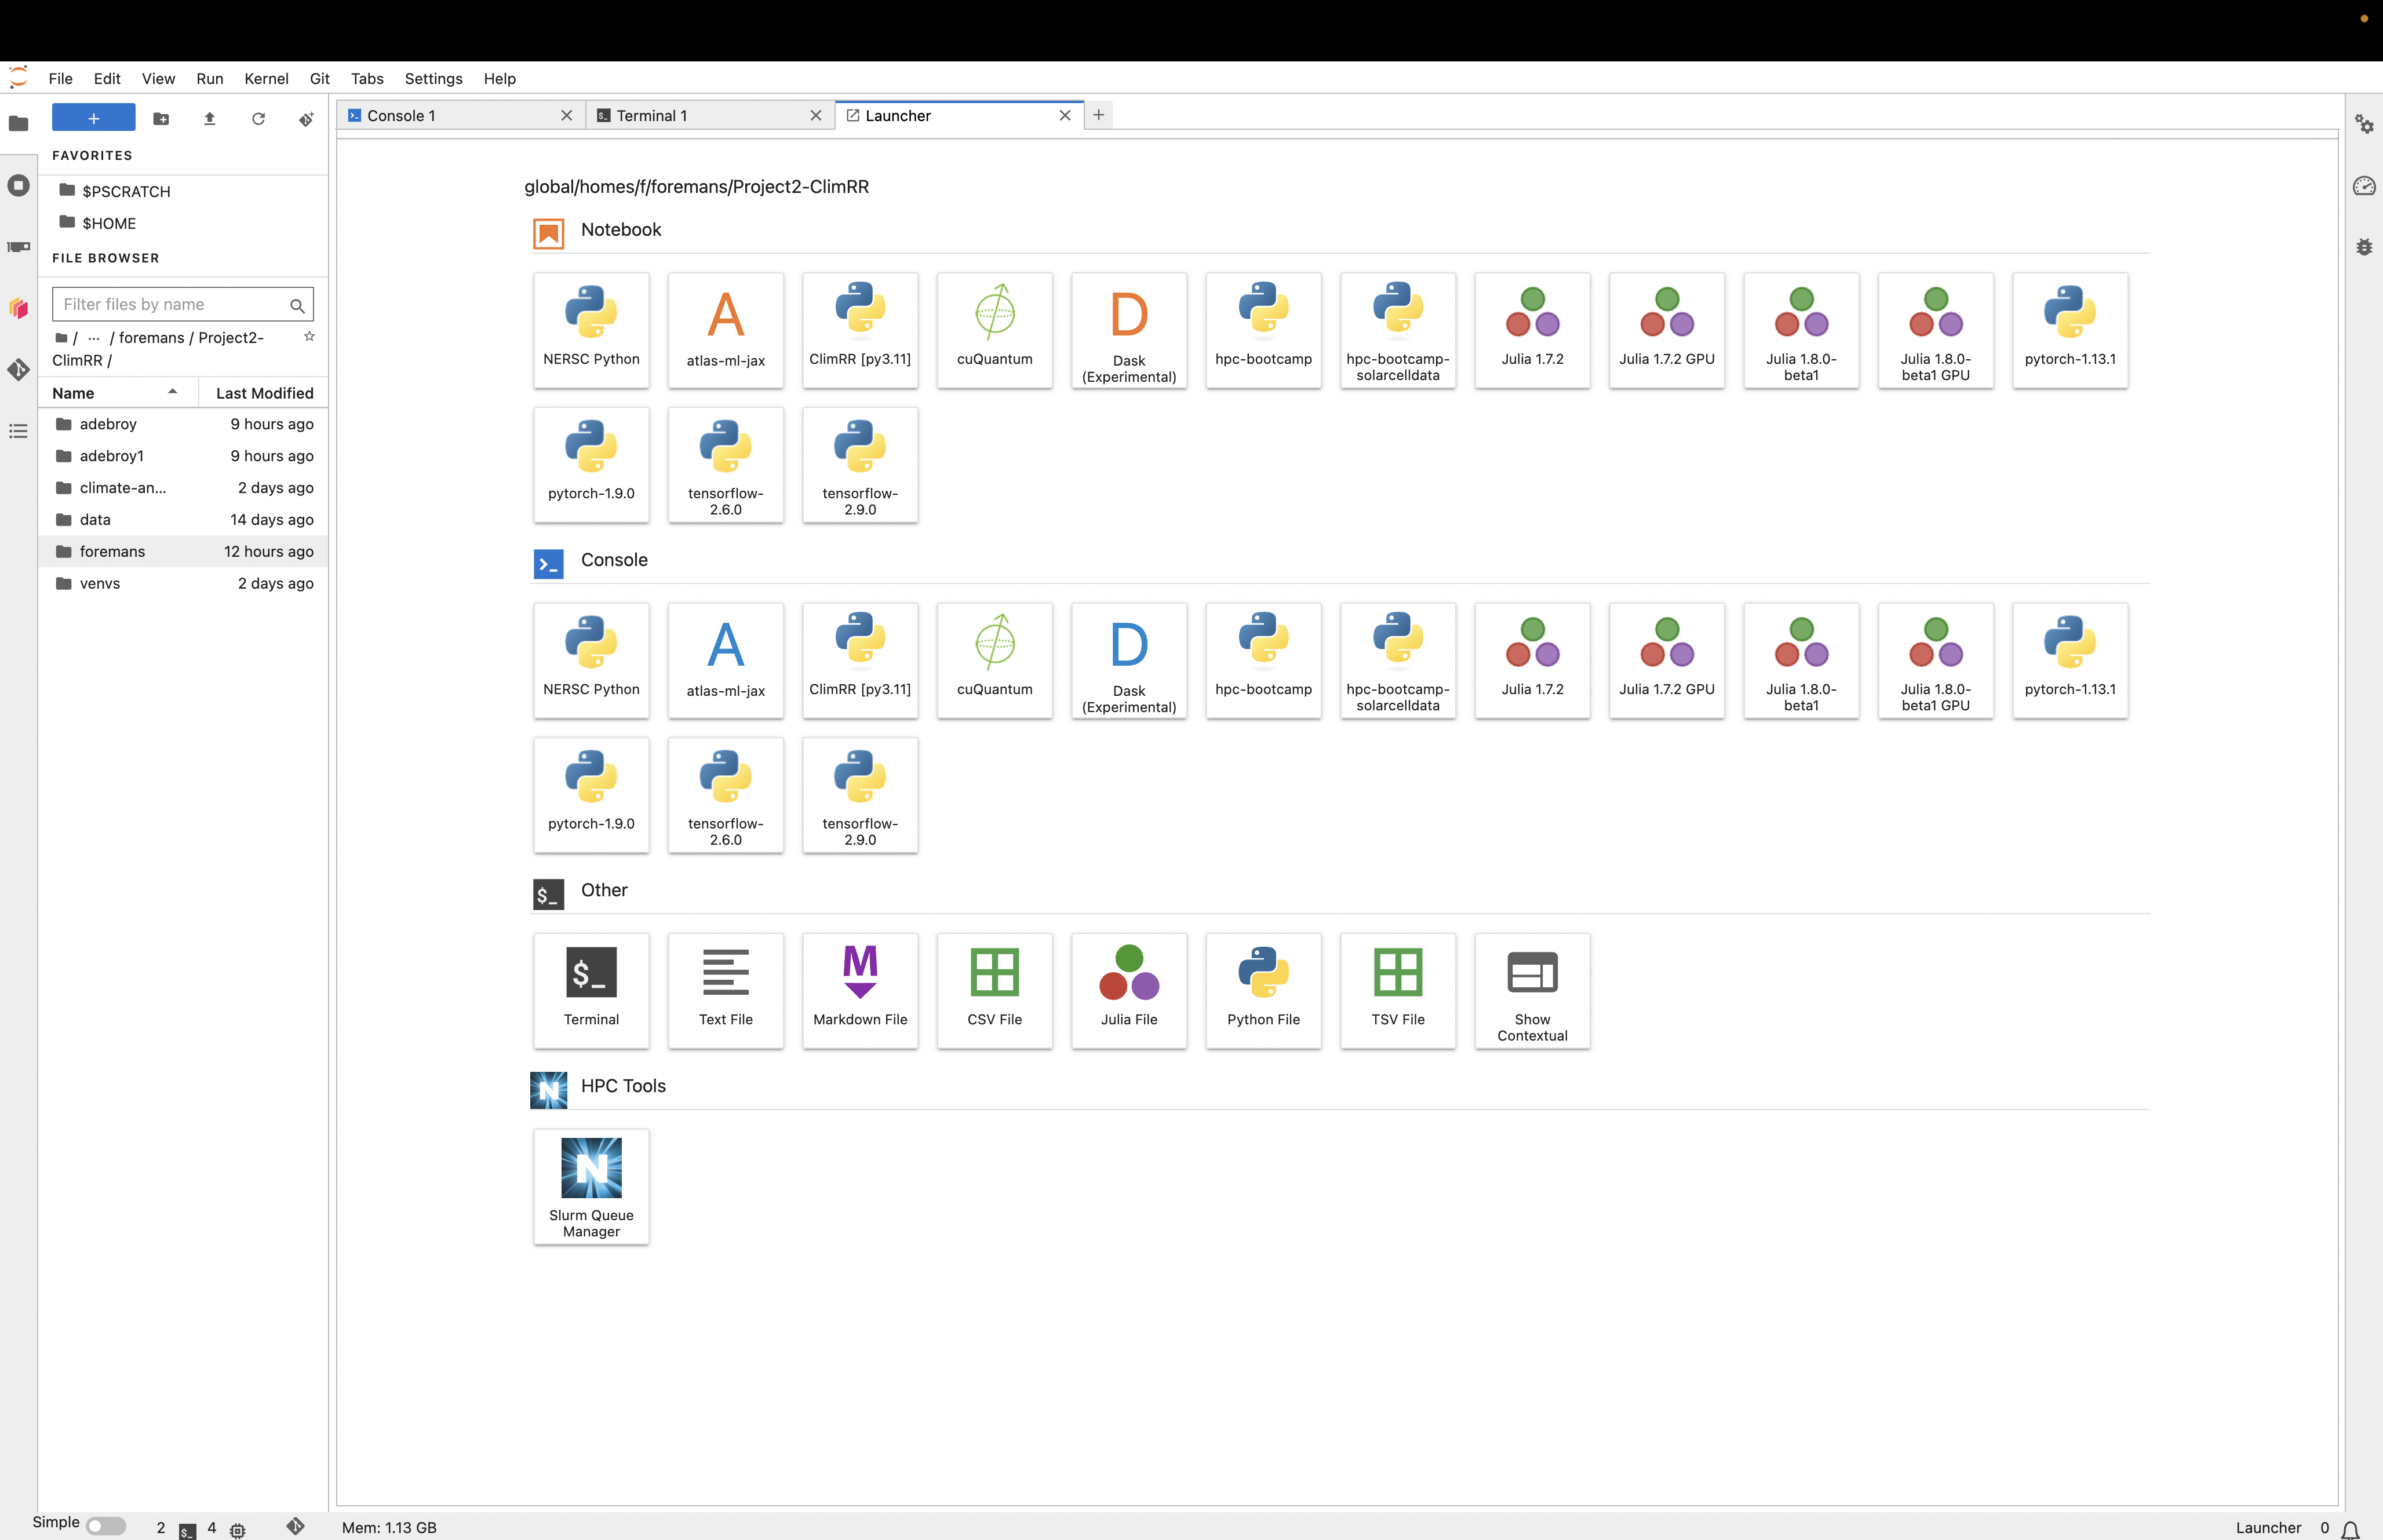 File Edit View Run Kernel Git Tabs Settings Help
+
FAVORITES
$PSCRATCH
$HOME
FILE BROWSER
Filter files by name
/ ... / foremans / Project2-
ClimRR /
Name Last Modified
adebroy 9 hours ago
adebroy1 9 hours ago
climate-an... 2 days ago
data 14 days ago
foremans 12 hours ago
venvs 2 days ago
Console 1
Terminal 1
Launcher
+
global/homes/f/foremans/Project2-ClimRR
Notebook
NERSC Python
A
atlas-ml-jax
ClimRR [py3.11]
cuQuantum
D
Dask
(Experimental)
hpc-bootcamp
hpc-bootcamp-
solarcelldata
Julia 1.7.2
Julia 1.7.2 GPU
Julia 1.8.0-
beta1
Julia 1.8.0-
beta1 GPU
pytorch-1.13.1
pytorch-1.9.0
tensorflow-
2.6.0
tensorflow-
2.9.0
Console
NERSC Python
A
atlas-ml-jax
ClimRR [py3.11]
cuQuantum
D
Dask
(Experimental)
hpc-bootcamp
hpc-bootcamp-
solarcelldata
Julia 1.7.2
Julia 1.7.2 GPU
Julia 1.8.0-
beta1
Julia 1.8.0-
beta1 GPU
pytorch-1.13.1
pytorch-1.9.0
tensorflow-
2.6.0
tensorflow-
2.9.0
$_
Other
$_
Terminal
Text File
M
Markdown File
CSV File
Julia File
Python File
TSV File
Show
Contextual
N
HPC Tools
N
Slurm Queue
Manager
Simple 2 $_ 4 Mem: 1.13 GB Launcher 0